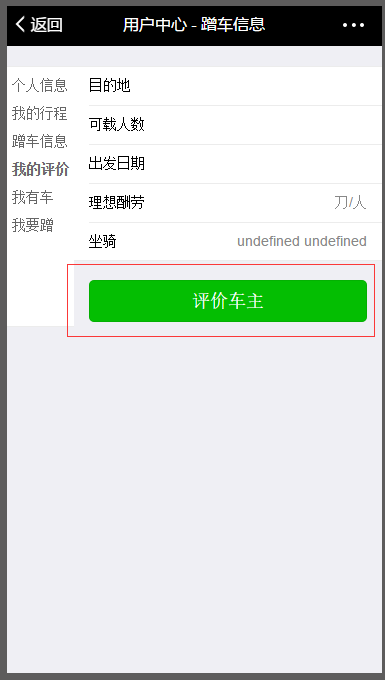 返回
用户中心 - 蹭车信息
个人信息
我的行程
蹭车信息
我的评价
我有车
我要蹭
目的地
可载人数
出发日期
理想酬劳 刀/人
坐骑 undefined undefined
评价车主